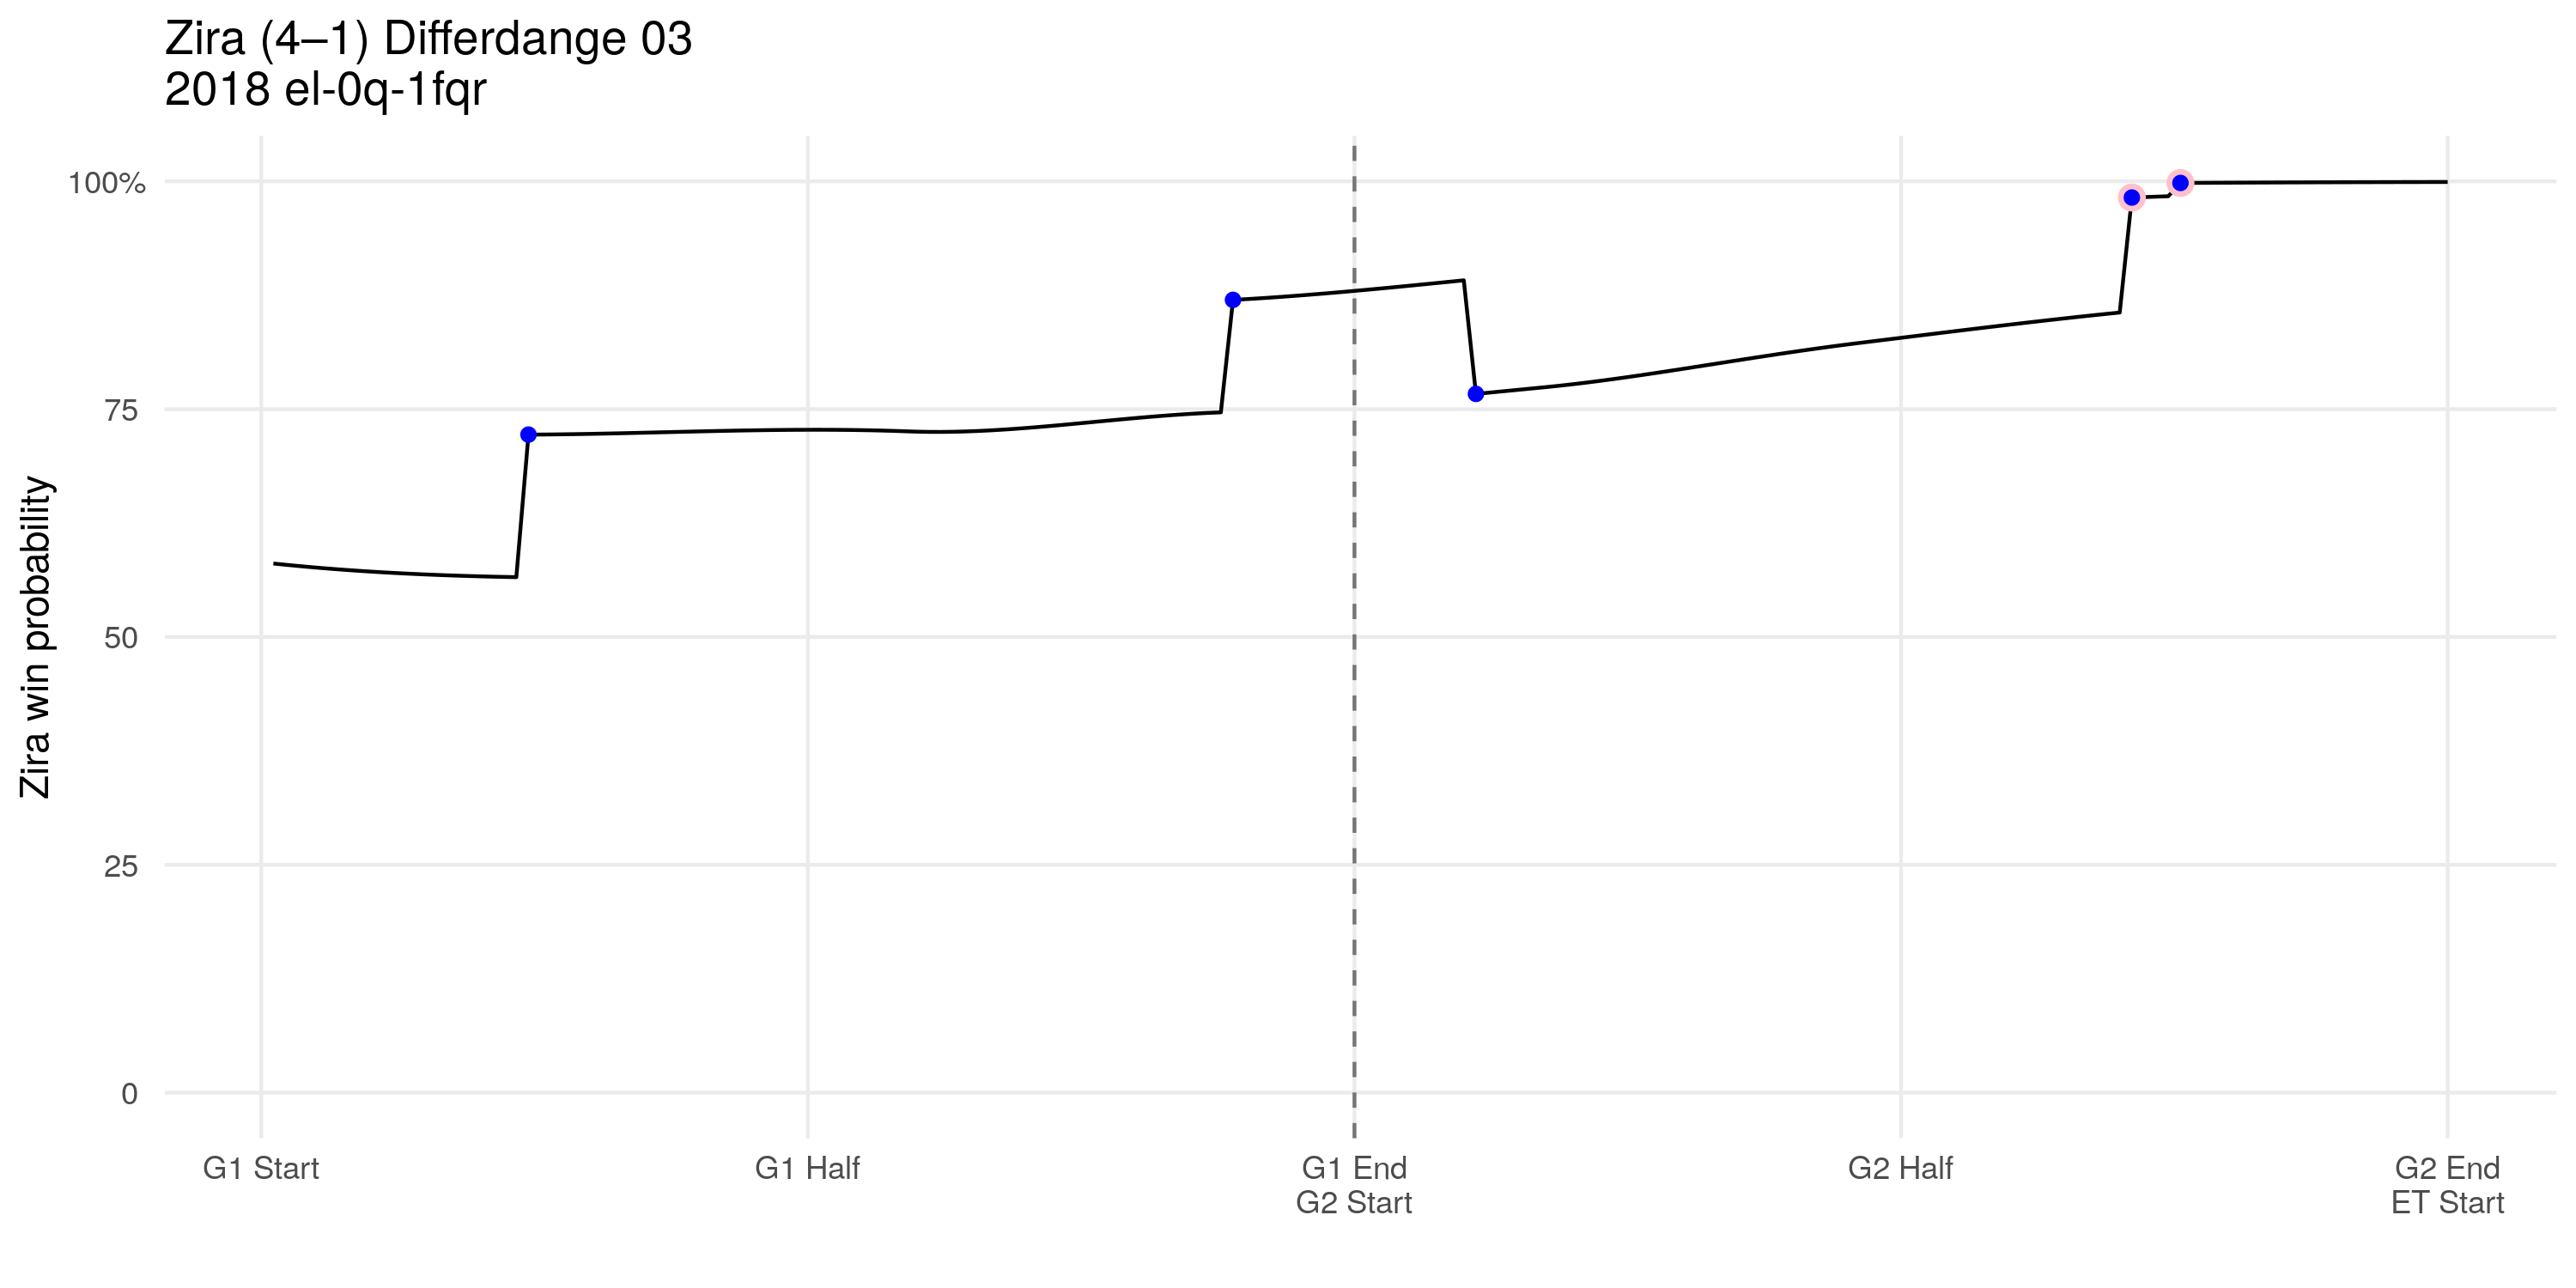 Zira (4–1) Differdange 03
2018 el-0q-1fqr
Zira win probability
100%
75
50
25
0
G1 Start
G1 Half
G1 End
G2 Start
G2 Half
G2 End
ET Start